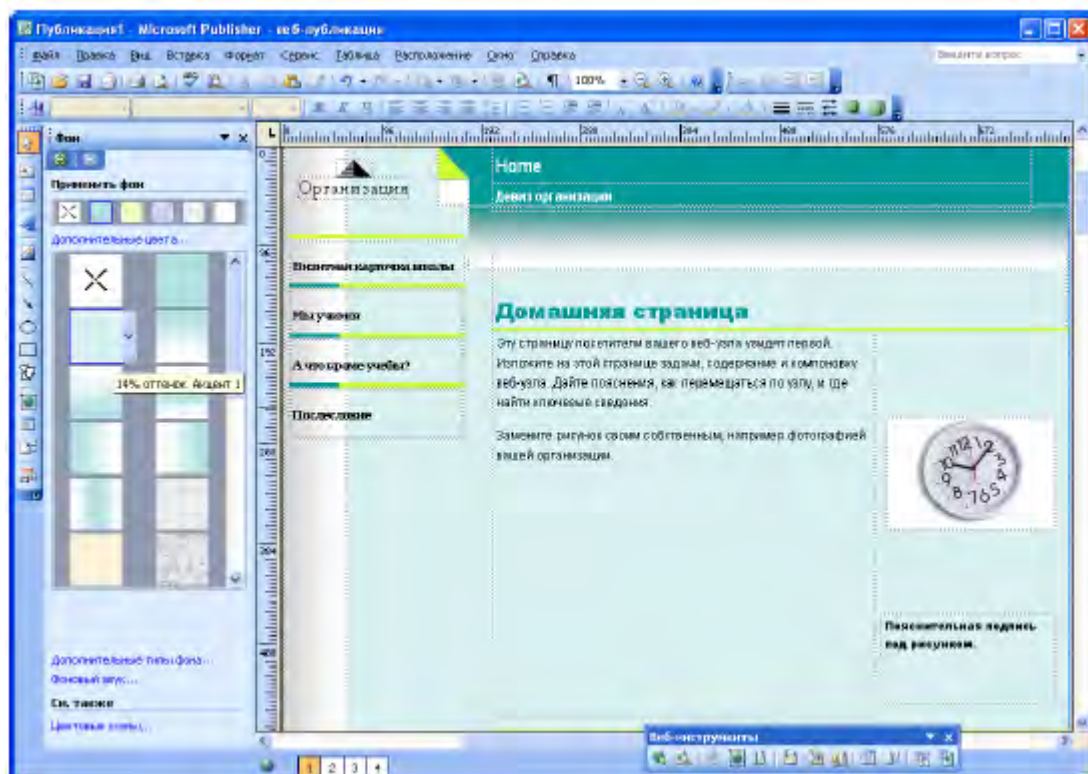 Публикация1 - Microsoft Publisher - веб-публикация
Файл Правка Вид Вставка Формат Сервис Таблица Расположение Окно Справка Введите вопрос
100%
Фон
Применить фон
Дополнительные цвета...
14% оттенок. Акцент 1
Дополнительные типы фона...
Фоновый звук...
См. также
Цветовые схемы...
Организация
Home
Девиз организации
Визитная карточка школы
Мы учимся
А что кроме учебы?
Послесловие
Домашняя страница
Эту страницу посетители вашего веб-узла увидят первой.
Изложите на этой странице задачи, содержание и компоновку
веб-узла. Дайте пояснения, как перемещаться по узлу, и где
найти ключевые сведения.
Замените рисунок своим собственным, например фотографией
вашей организации.
Пояснительная подпись
под рисунком.
Веб-инструменты
1 2 3 4